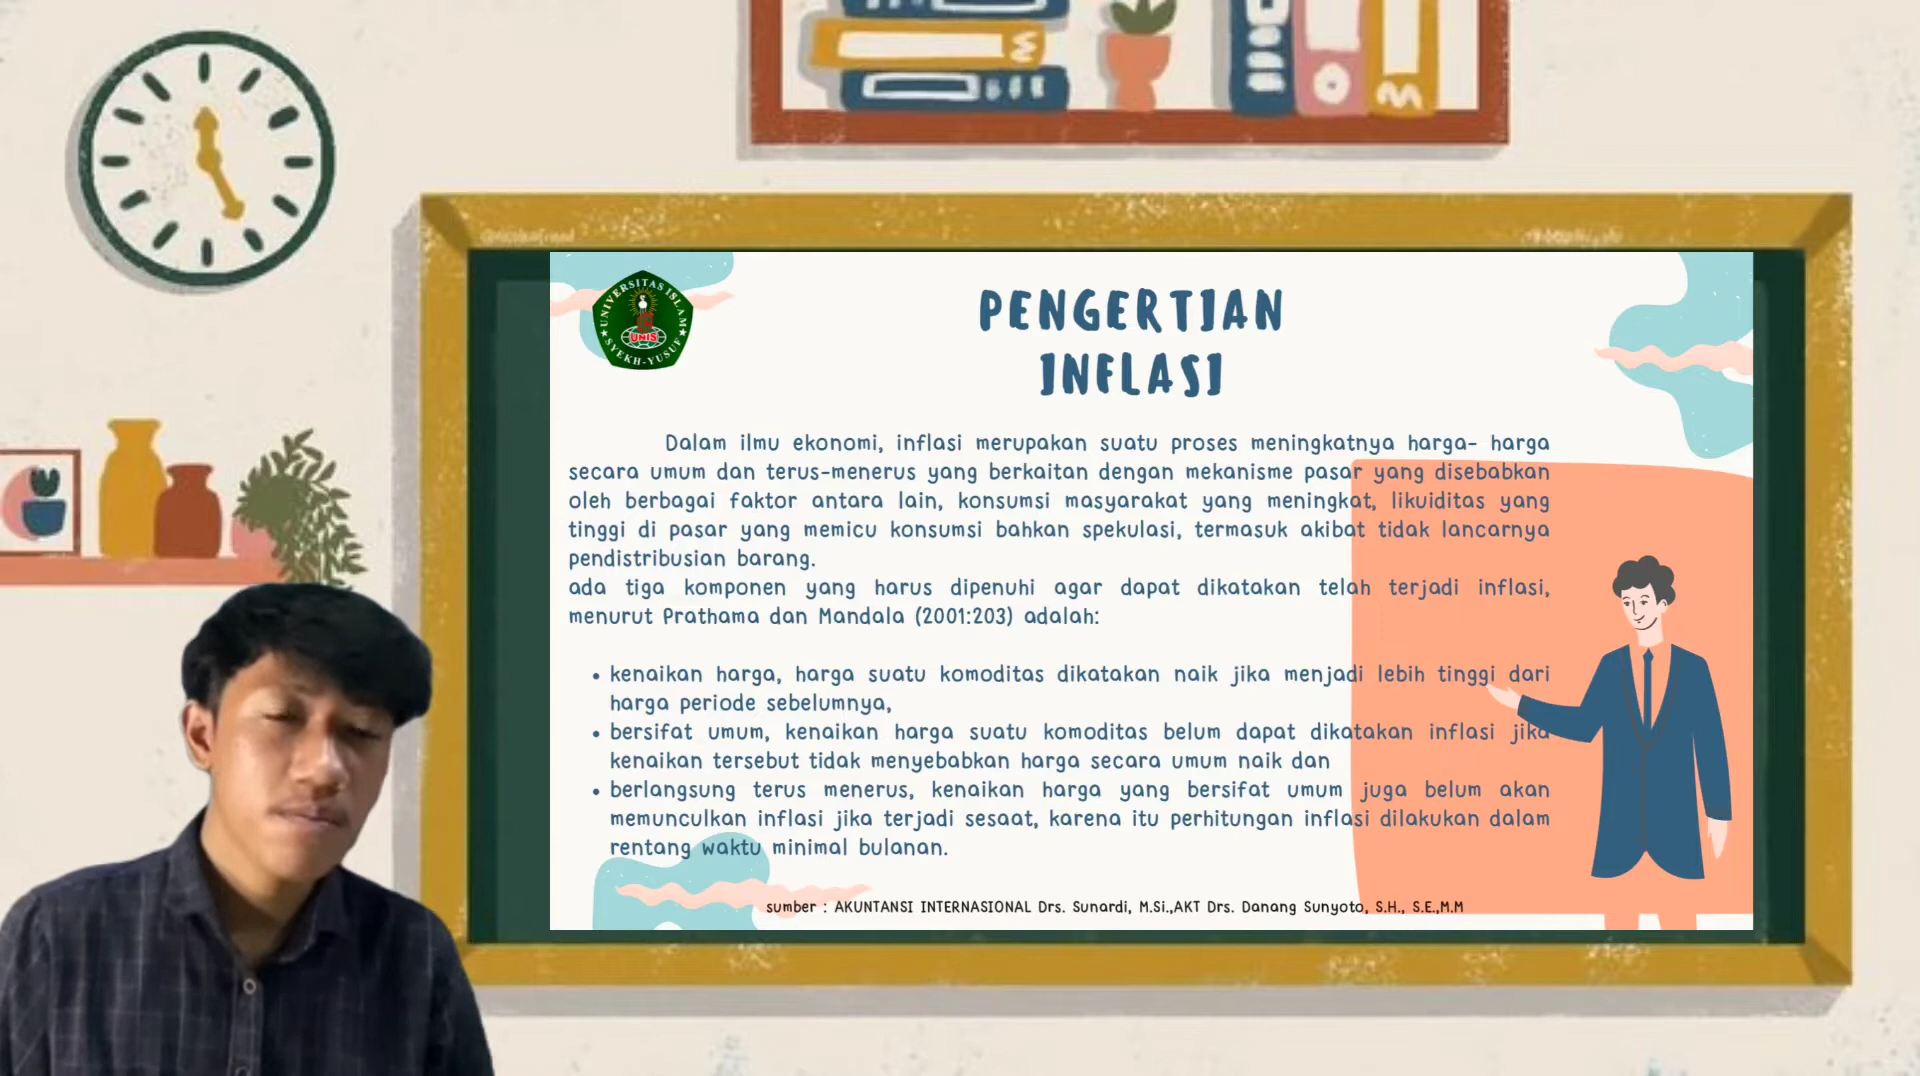 UNIVERSITAS ISLAM
UNIS
SYEKH-YUSUF
PENGERTIAN
INFLASI
Dalam ilmu ekonomi, inflasi merupakan suatu proses meningkatnya harga- harga
secara umum dan terus-menerus yang berkaitan dengan mekanisme pasar yang disebabkan
oleh berbagai faktor antara lain, konsumsi masyarakat yang meningkat, likuiditas yang
tinggi di pasar yang memicu konsumsi bahkan spekulasi, termasuk akibat tidak lancarnya
pendistribusian barang.
ada tiga komponen yang harus dipenuhi agar dapat dikatakan telah terjadi inflasi,
menurut Prathama dan Mandala (2001:203) adalah:
• kenaikan harga, harga suatu komoditas dikatakan naik jika menjadi lebih tinggi dari
harga periode sebelumnya,
• bersifat umum, kenaikan harga suatu komoditas belum dapat dikatakan inflasi jika
kenaikan tersebut tidak menyebabkan harga secara umum naik dan
• berlangsung terus menerus, kenaikan harga yang bersifat umum juga belum akan
memunculkan inflasi jika terjadi sesaat, karena itu perhitungan inflasi dilakukan dalam
rentang waktu minimal bulanan.
sumber : AKUNTANSI INTERNASIONAL Drs. Sunardi, M.Si.,AKT Drs. Danang Sunyoto, S.H., S.E.,M.M